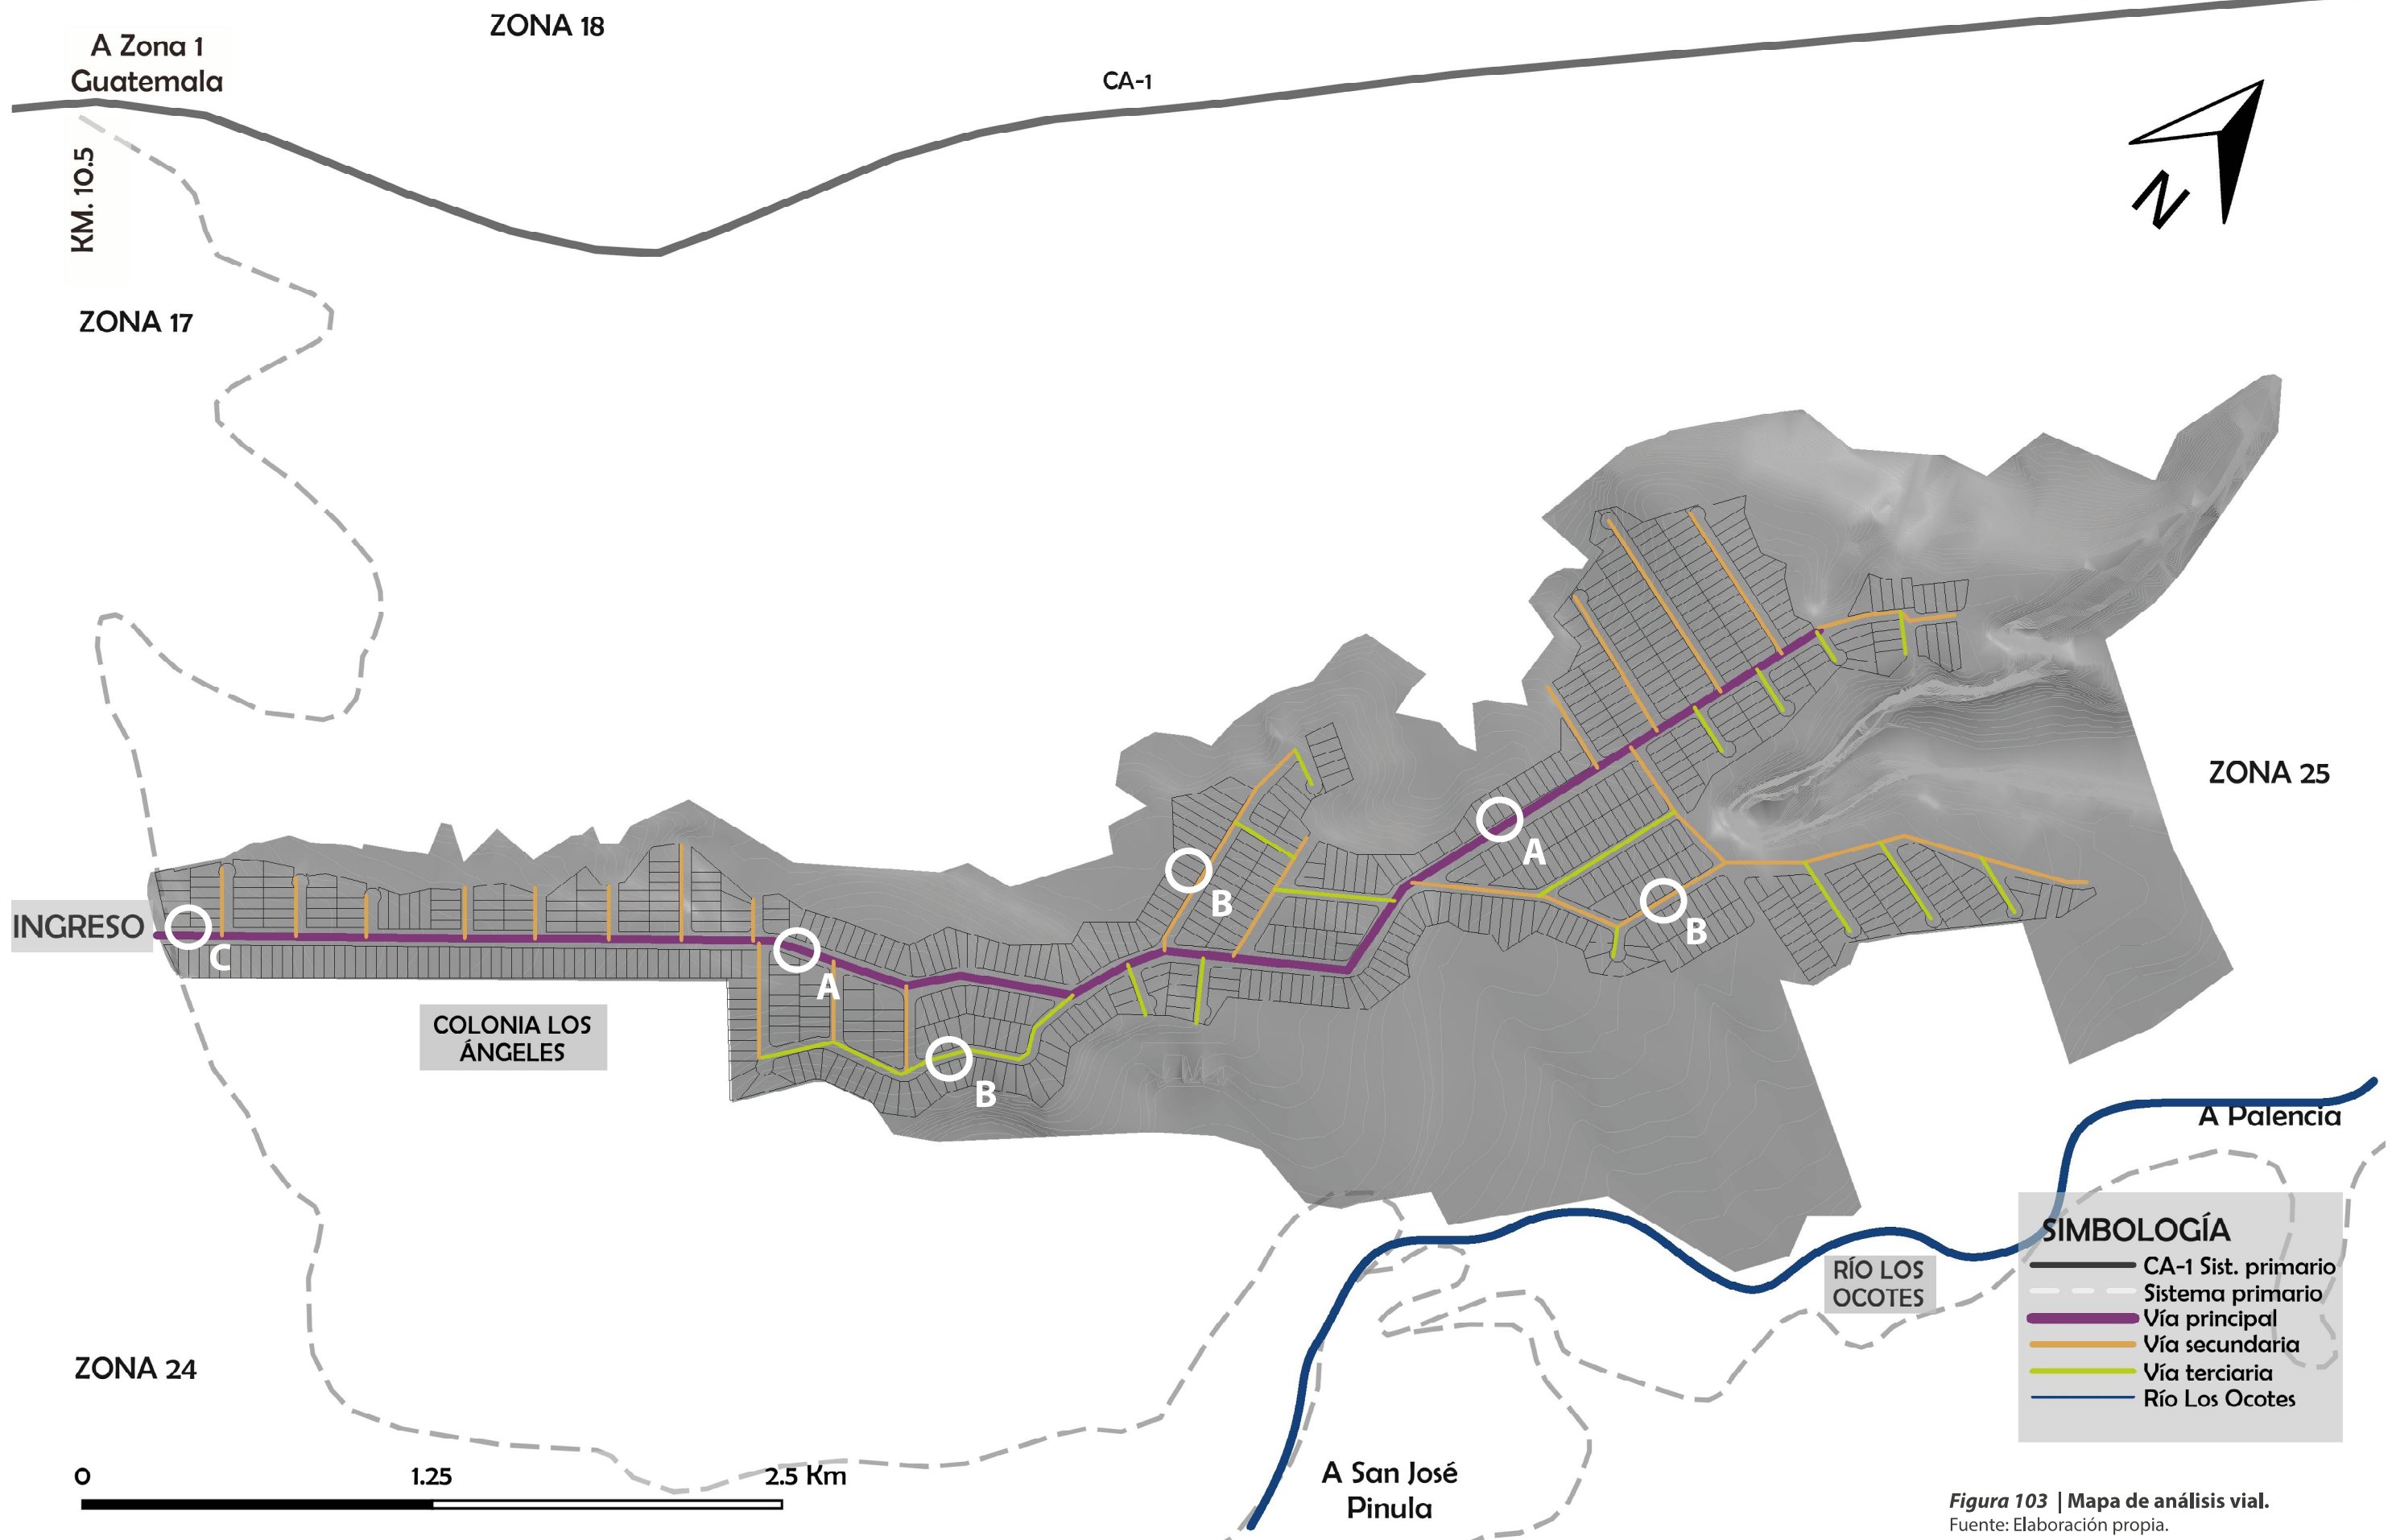 ZONA 18
A Zona 1
Guatemala
CA-1
KM. 10.5
N
ZONA 17
ZONA 25
INGRESO
C
A
B
A
B
B
COLONIA LOS
ÁNGELES
A Palencia
RÍO LOS
OCOTES
SIMBOLOGÍA
CA-1 Sist. primario
Sistema primario
Vía principal
Vía secundaria
Vía terciaria
Río Los Ocotes
ZONA 24
0 1.25 2.5 Km
A San José
Pinula
Figura 103 | Mapa de análisis vial.
Fuente: Elaboración propia.